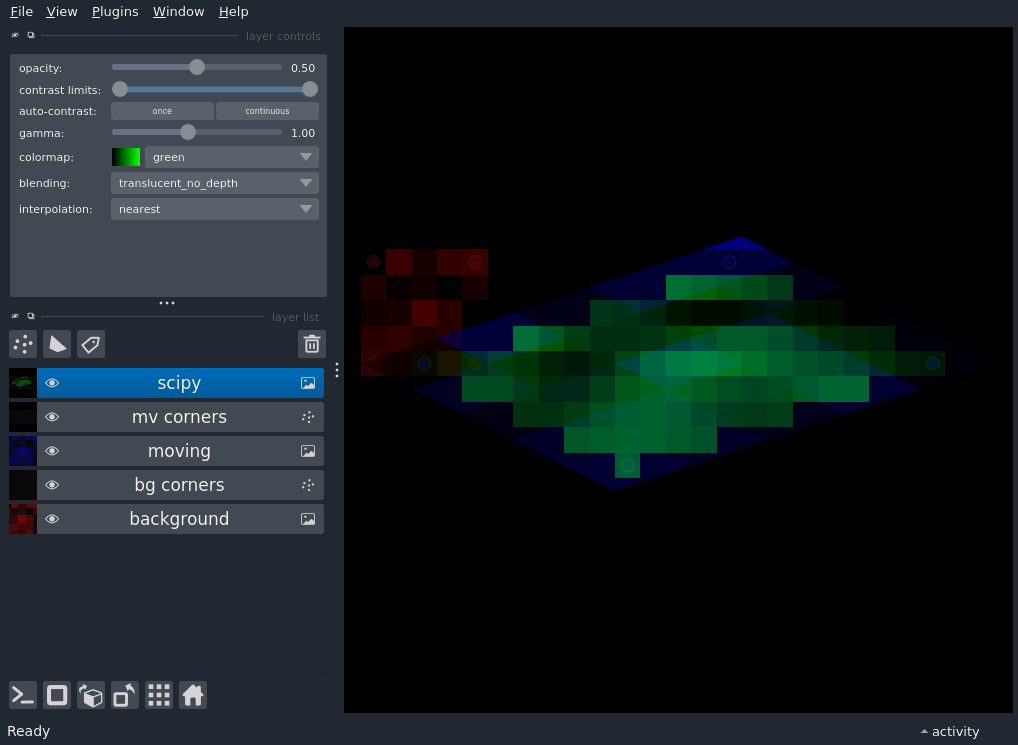 File View Plugins Window Help
layer controls
opacity: 0.50
contrast limits:
auto-contrast: once continuous
gamma: 1.00
colormap: green
blending: translucent_no_depth
interpolation: nearest
layer list
scipy
mv corners
moving
bg corners
background
Ready activity